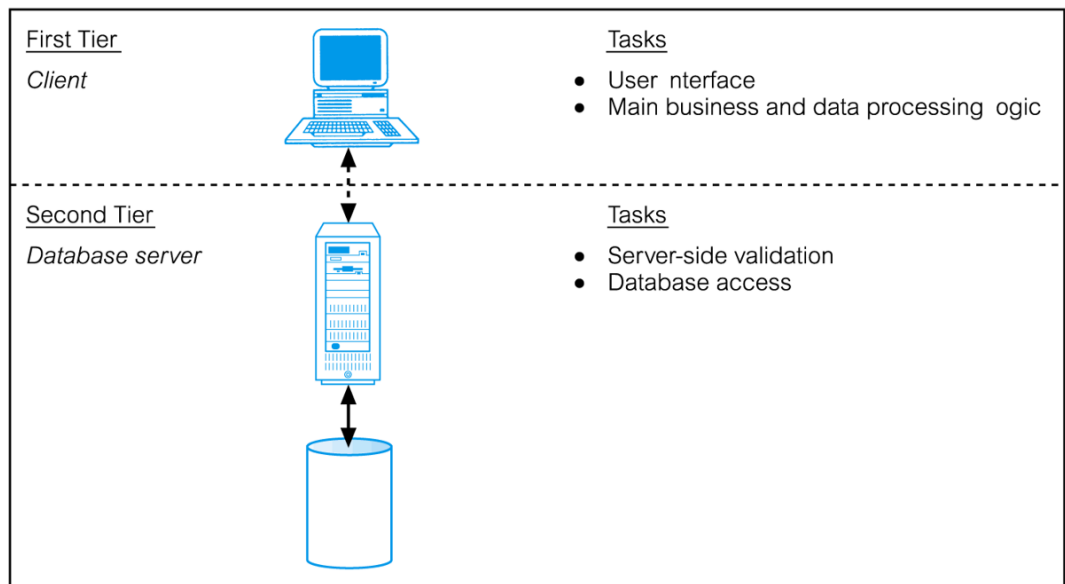 First Tier
Tasks
Client
● User nterface
● Main business and data processing ogic
Second Tier
Tasks
Database server
● Server-side validation
● Database access